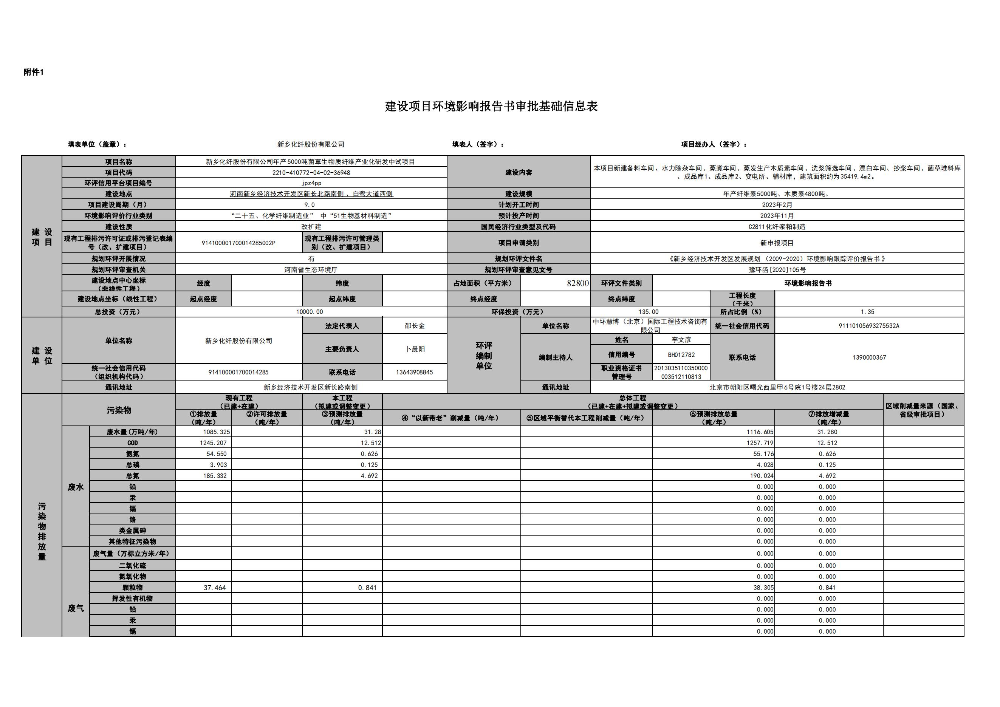 附件1
建设项目环境影响报告书审批基础信息表
填表单位（盖章）： 新乡化纤股份有限公司 填表人（签字）： 项目经办人（签字）：
建 设
项 目
项目名称 新乡化纤股份有限公司年产5000吨菌草生物质纤维产业化研发中试项目
项目代码 2210-410772-04-02-36948
环评信用平台项目编号 jpz4pp
建设内容 本项目新建备料车间、水力除杂车间、蒸煮车间、蒸发生产木质素车间、洗浆筛选车间、漂白车间、抄浆车间、菌草堆料库
、成品库1、成品库2、变电所、辅材库，建筑面积约为35419.4m2。
建设地点 河南新乡经济技术开发区新长北路南侧 、白鹭大道西侧 建设规模 年产纤维素5000吨、木质素4800吨。
项目建设周期（月） 9.0 计划开工时间 2023年2月
环境影响评价行业类别 “二十五、化学纤维制造业” 中“51生物基材料制造” 预计投产时间 2023年11月
建设性质 改扩建 国民经济行业类型及代码 C2811化纤浆粕制造
现有工程排污许可证或排污登记表编
号（改、扩建项目） 914100001700014285002P 现有工程排污许可管理类
别（改、扩建项目） 项目申请类别 新申报项目
规划环评开展情况 有 规划环评文件名 《新乡经济技术开发区发展规划 （2009-2020）环境影响跟踪评价报告书 》
规划环评审查机关 河南省生态环境厅 规划环评审查意见文号 豫环函[2020]105号
建设地点中心坐标
（非线性工程） 经度 纬度 占地面积（平方米） 82800 环评文件类别 环境影响报告书
建设地点坐标（线性工程） 起点经度 起点纬度 终点经度 终点纬度 工程长度
（千米）
总投资（万元） 10000.00 环保投资（万元） 135.00 所占比例（%） 1.35
建 设
单 位
单位名称 新乡化纤股份有限公司 法定代表人 邵长金
主要负责人 卜晨阳
统一社会信用代码
（组织机构代码） 914100001700014285 联系电话 13643908845
通讯地址 新乡经济技术开发区新长路南侧
环评
编制
单位
单位名称 中环慧博（北京）国际工程技术咨询有
限公司 统一社会信用代码 91110105693275532A
编制主持人 姓名 李文彦
信用编号 BH012782
职业资格证书
管理号 2013035110350000
003512110813
联系电话 1390000367
通讯地址 北京市朝阳区曙光西里甲6号院1号楼24层2802
污
染
物
排
放
量
污染物 现有工程
（已建+在建） 本工程
（拟建或调整变更） 总体工程
（已建+在建+拟建或调整变更） 区域削减量来源（国家、
省级审批项目）
①排放量
（吨/年） ②许可排放量
（吨/年） ③预测排放量
（吨/年） ④“以新带老”削减量（吨/年） ⑤区域平衡替代本工程削减量（吨/年） ⑥预测排放总量
（吨/年） ⑦排放增减量
（吨/年）
废水
废水量(万吨/年) 1085.325 31.28 1116.605 31.280
COD 1245.207 12.512 1257.719 12.512
氨氮 54.550 0.626 55.176 0.626
总磷 3.903 0.125 4.028 0.125
总氮 185.332 4.692 190.024 4.692
铅 0.000 0.000
汞 0.000 0.000
镉 0.000 0.000
铬 0.000 0.000
类金属砷 0.000 0.000
其他特征污染物 0.000 0.000
废气
废气量（万标立方米/年） 0.000 0.000
二氧化硫 0.000 0.000
氮氧化物 0.000 0.000
颗粒物 37.464 0.841 38.305 0.841
挥发性有机物 0.000 0.000
铅 0.000 0.000
汞 0.000 0.000
镉 0.000 0.000